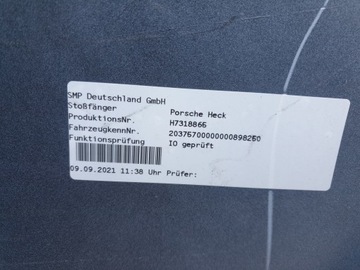 SMP Deutschland GmbH
Stoßfänger Porsche Heck
ProduktionsNr. H7318865
FahrzeugkennNr. 20375700000000898250
Funktionsprüfung IO geprüft
09.09.2021 11:38 Uhr Prüfer: